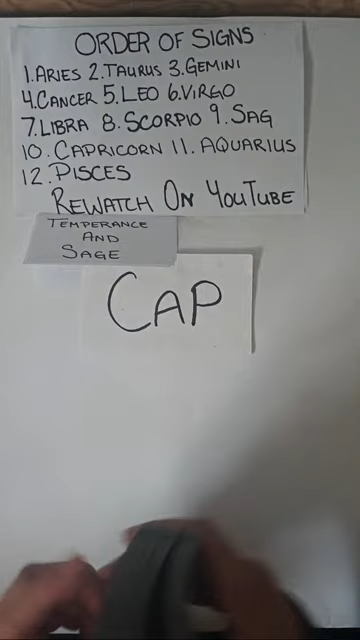 ORDER OF SIGNS
1.ARIES 2.TAURUS 3.GEMINI
4.CANCER 5.LEO 6.VIRGO
7.LIBRA 8.SCORPIO 9.SAG
10.CAPRICORN 11.AQUARIUS
12.PISCES
REWATCH ON YOUTUBE
TEMPERANCE
AND
SAGE
CAP